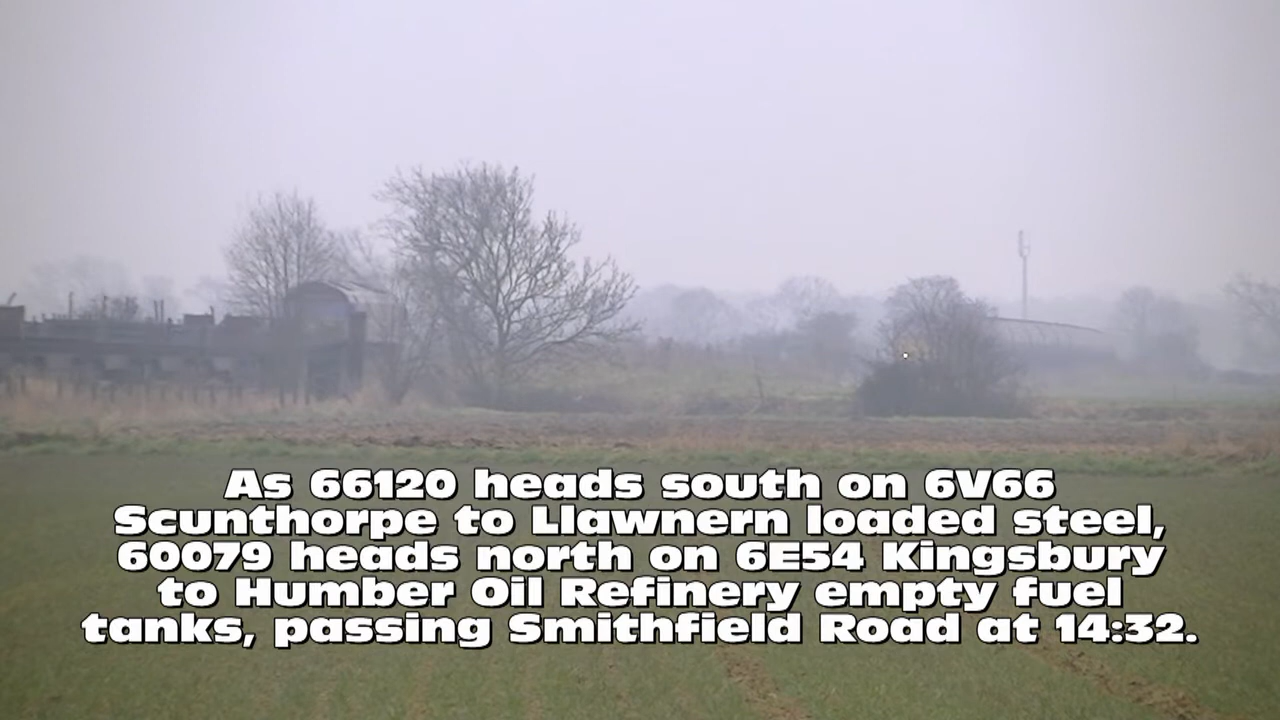 As 66120 heads south on 6V66
Scunthorpe to Llawnern loaded steel,
60079 heads north on 6E54 Kingsbury
to Humber Oil Refinery empty fuel
tanks, passing Smithfield Road at 14:32.